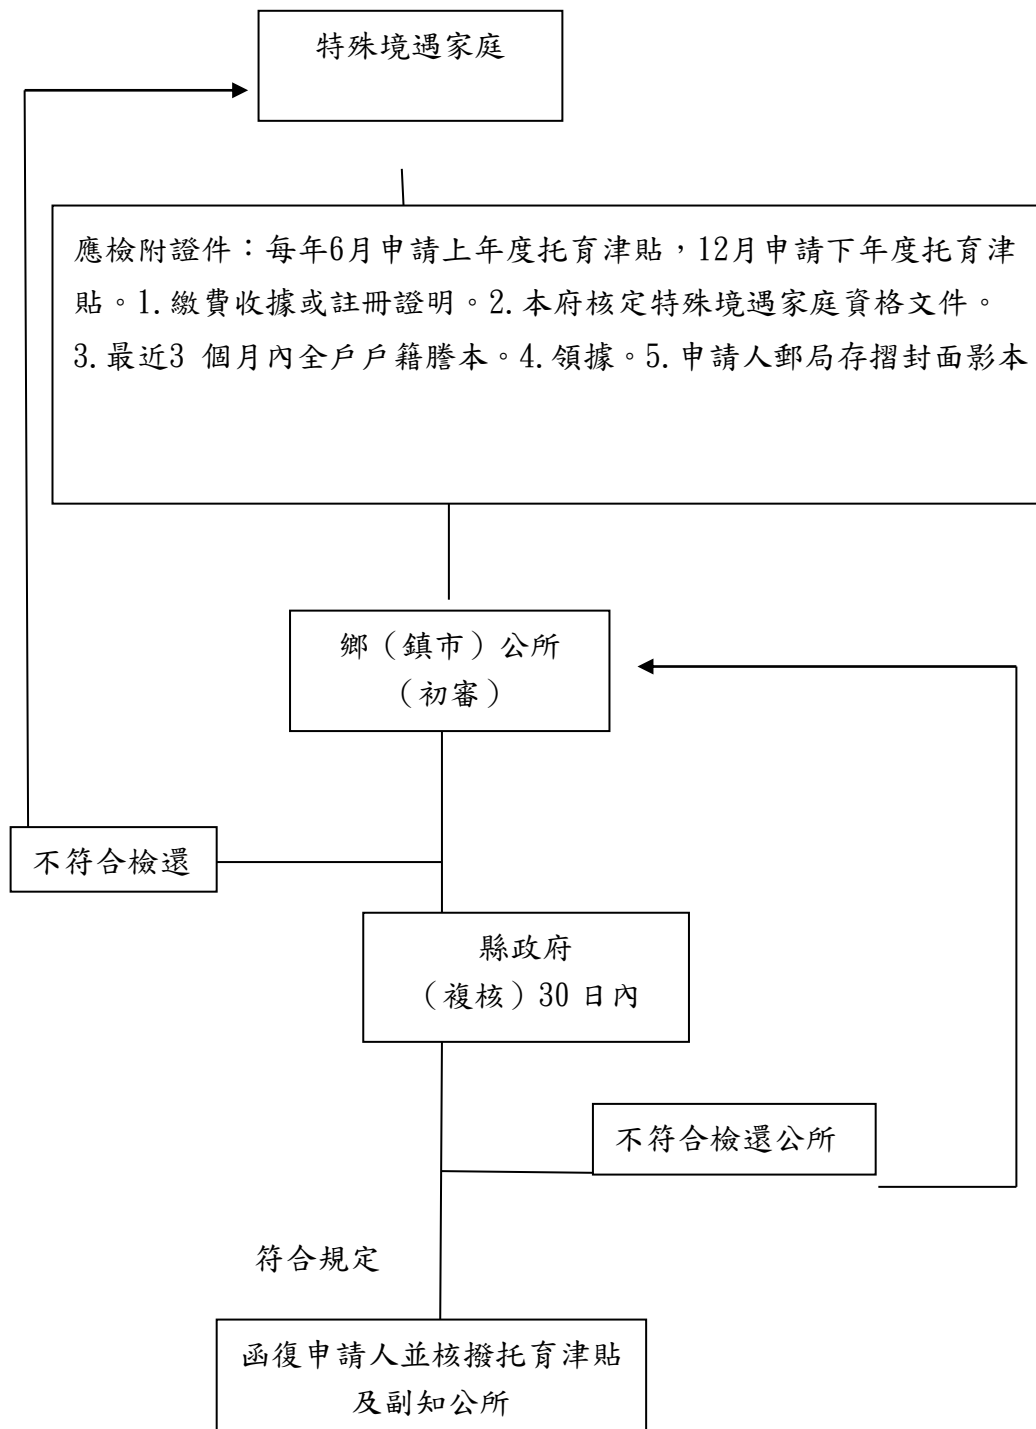 特殊境遇家庭
應檢附證件：每年6月申請上年度托育津貼，12月申請下年度托育津
貼。1.繳費收據或註冊證明。2.本府核定特殊境遇家庭資格文件。
3.最近3 個月內全戶戶籍謄本。4.領據。5.申請人郵局存摺封面影本
鄉（鎮市）公所
（初審）
不符合檢還
縣政府
（複核）30 日內
不符合檢還公所
符合規定
函復申請人並核撥托育津貼
及副知公所